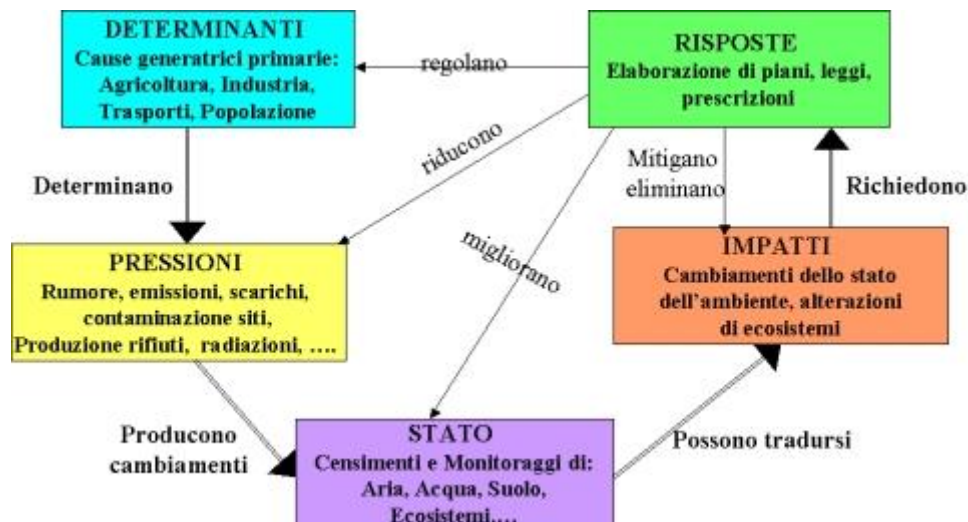 DETERMINANTI
Cause generatrici primarie:
Agricoltura, Industria,
Trasporti, Popolazione
regolano
RISPOSTE
Elaborazione di piani, leggi,
prescrizioni
Determinano
riducono
Mitigano
eliminano
Richiedono
PRESSIONI
Rumore, emissioni, scarichi,
contaminazione siti,
Produzione rifiuti, radiazioni, ....
migliorano
IMPATTI
Cambiamenti dello stato
dell'ambiente, alterazioni
di ecosistemi
Producono
cambiamenti
STATO
Censimenti e Monitoraggi di:
Aria, Acqua, Suolo,
Ecosistemi....
Possono tradursi